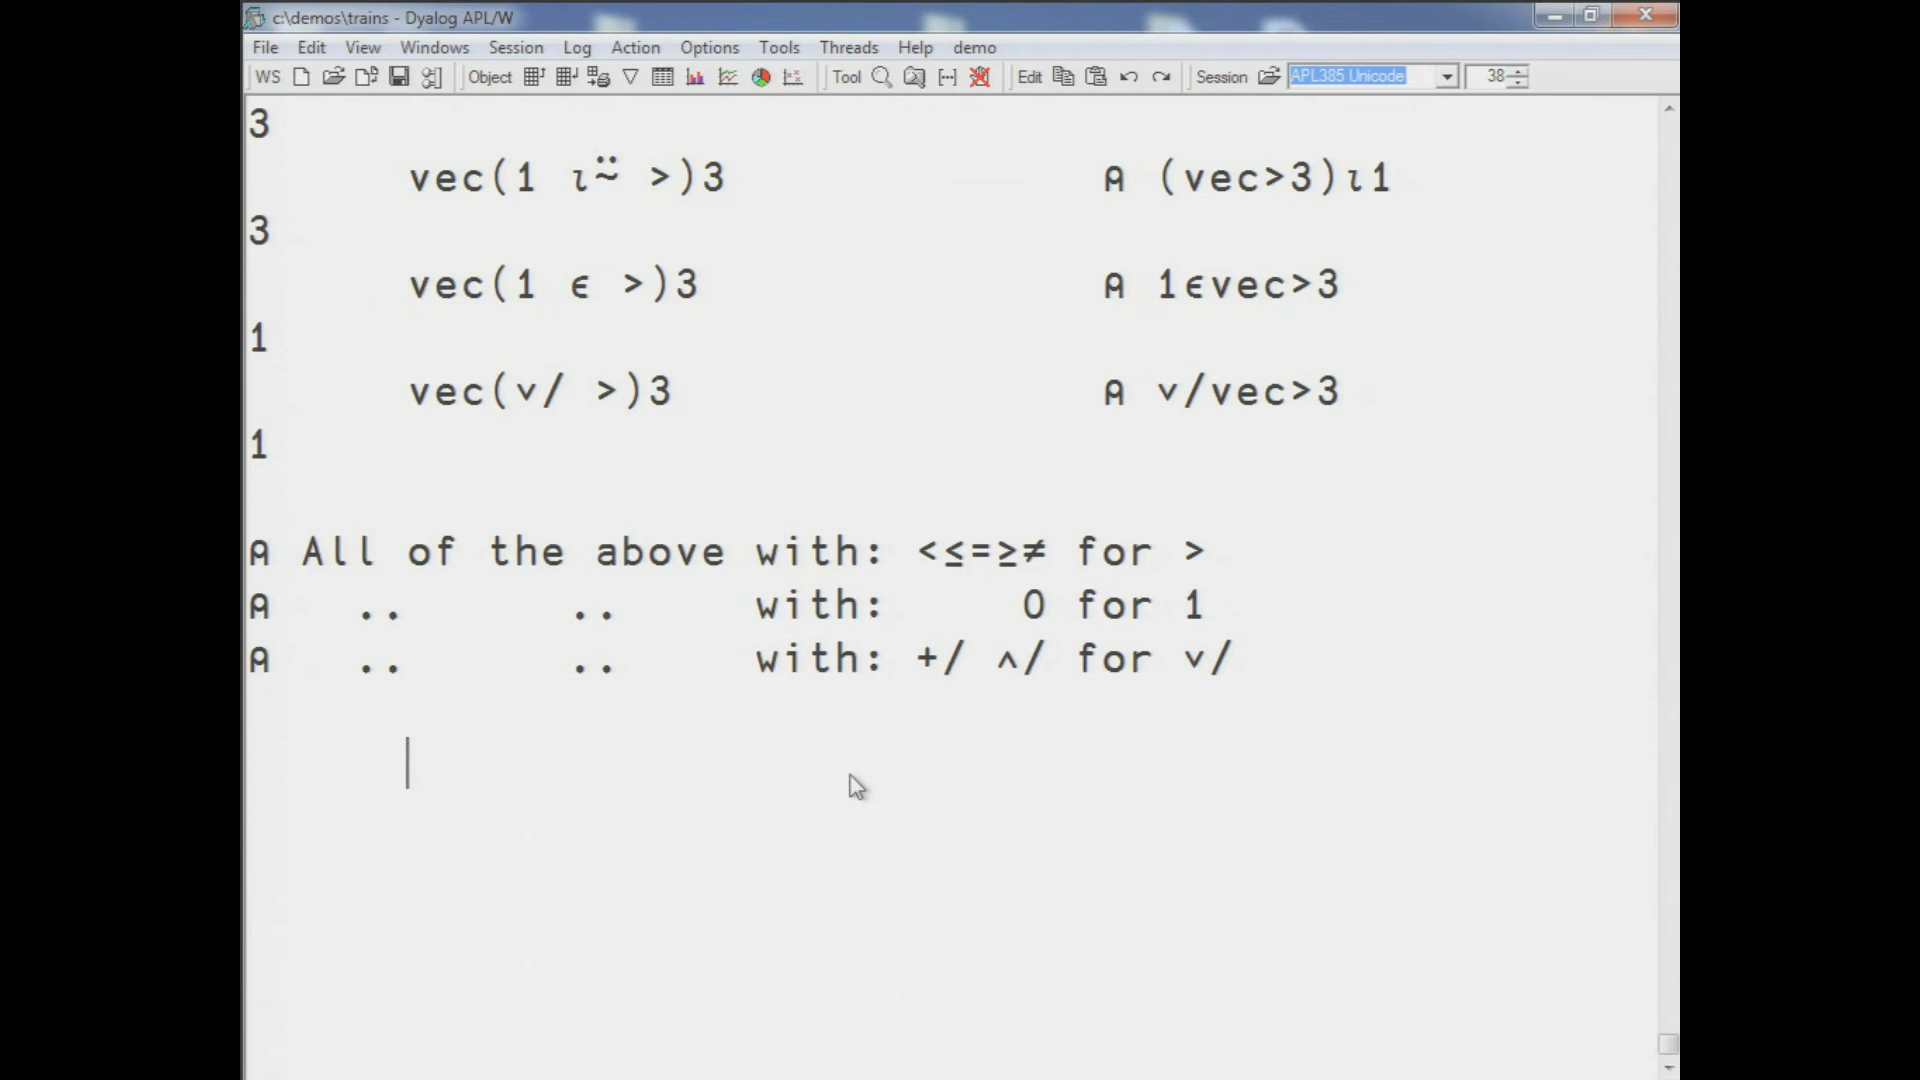 c:\demos\trains - Dyalog APL/W
File Edit View Windows Session Log Action Options Tools Threads Help demo
WS Object Tool Edit Session APL385 Unicode 38
3
vec(1 ⍳⍨ >)3 ⍝ (vec>3)⍳1
3
vec(1 ∊ >)3 ⍝ 1∊vec>3
1
vec(∨/ >)3 ⍝ ∨/vec>3
1
⍝ All of the above with: <≤=≥≠ for >
⍝ .. .. with: 0 for 1
⍝ .. .. with: +/ ∧/ for ∨/